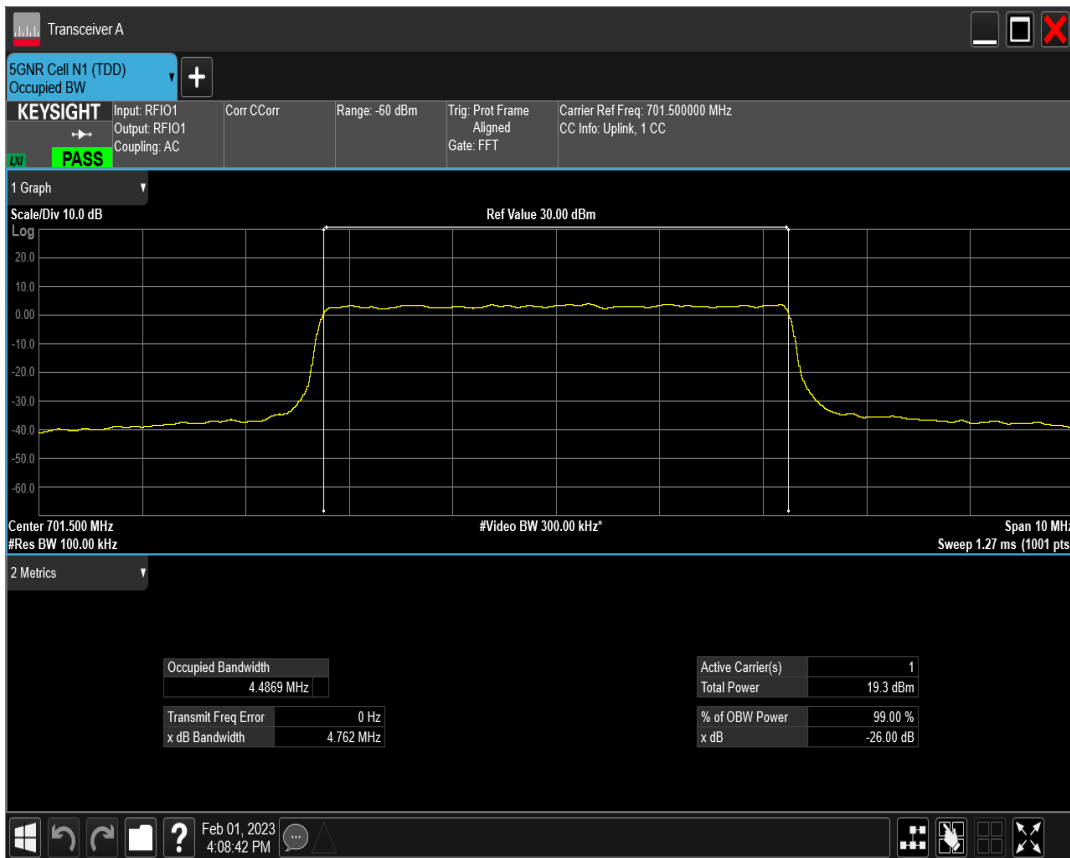 Transceiver A
5GNR Cell N1 (TDD)
Occupied BW
KEYSIGHT
LXI
PASS
Input: RFIO1
Output: RFIO1
Coupling: AC
Corr CCorr
Range: -60 dBm
Trig: Prot Frame
Aligned
Gate: FFT
Carrier Ref Freq: 701.500000 MHz
CC Info: Uplink, 1 CC
1 Graph
Scale/Div 10.0 dB
Ref Value 30.00 dBm
Log
20.0
10.0
0.00
-10.0
-20.0
-30.0
-40.0
-50.0
-60.0
Center 701.500 MHz
#Video BW 300.00 kHz*
Span 10 MHz
#Res BW 100.00 kHz
Sweep 1.27 ms (1001 pts
2 Metrics
Occupied Bandwidth
4.4869 MHz
Transmit Freq Error 0 Hz
x dB Bandwidth 4.762 MHz
Active Carrier(s) 1
Total Power 19.3 dBm
% of OBW Power 99.00 %
x dB -26.00 dB
?
Feb 01, 2023
4:08:42 PM